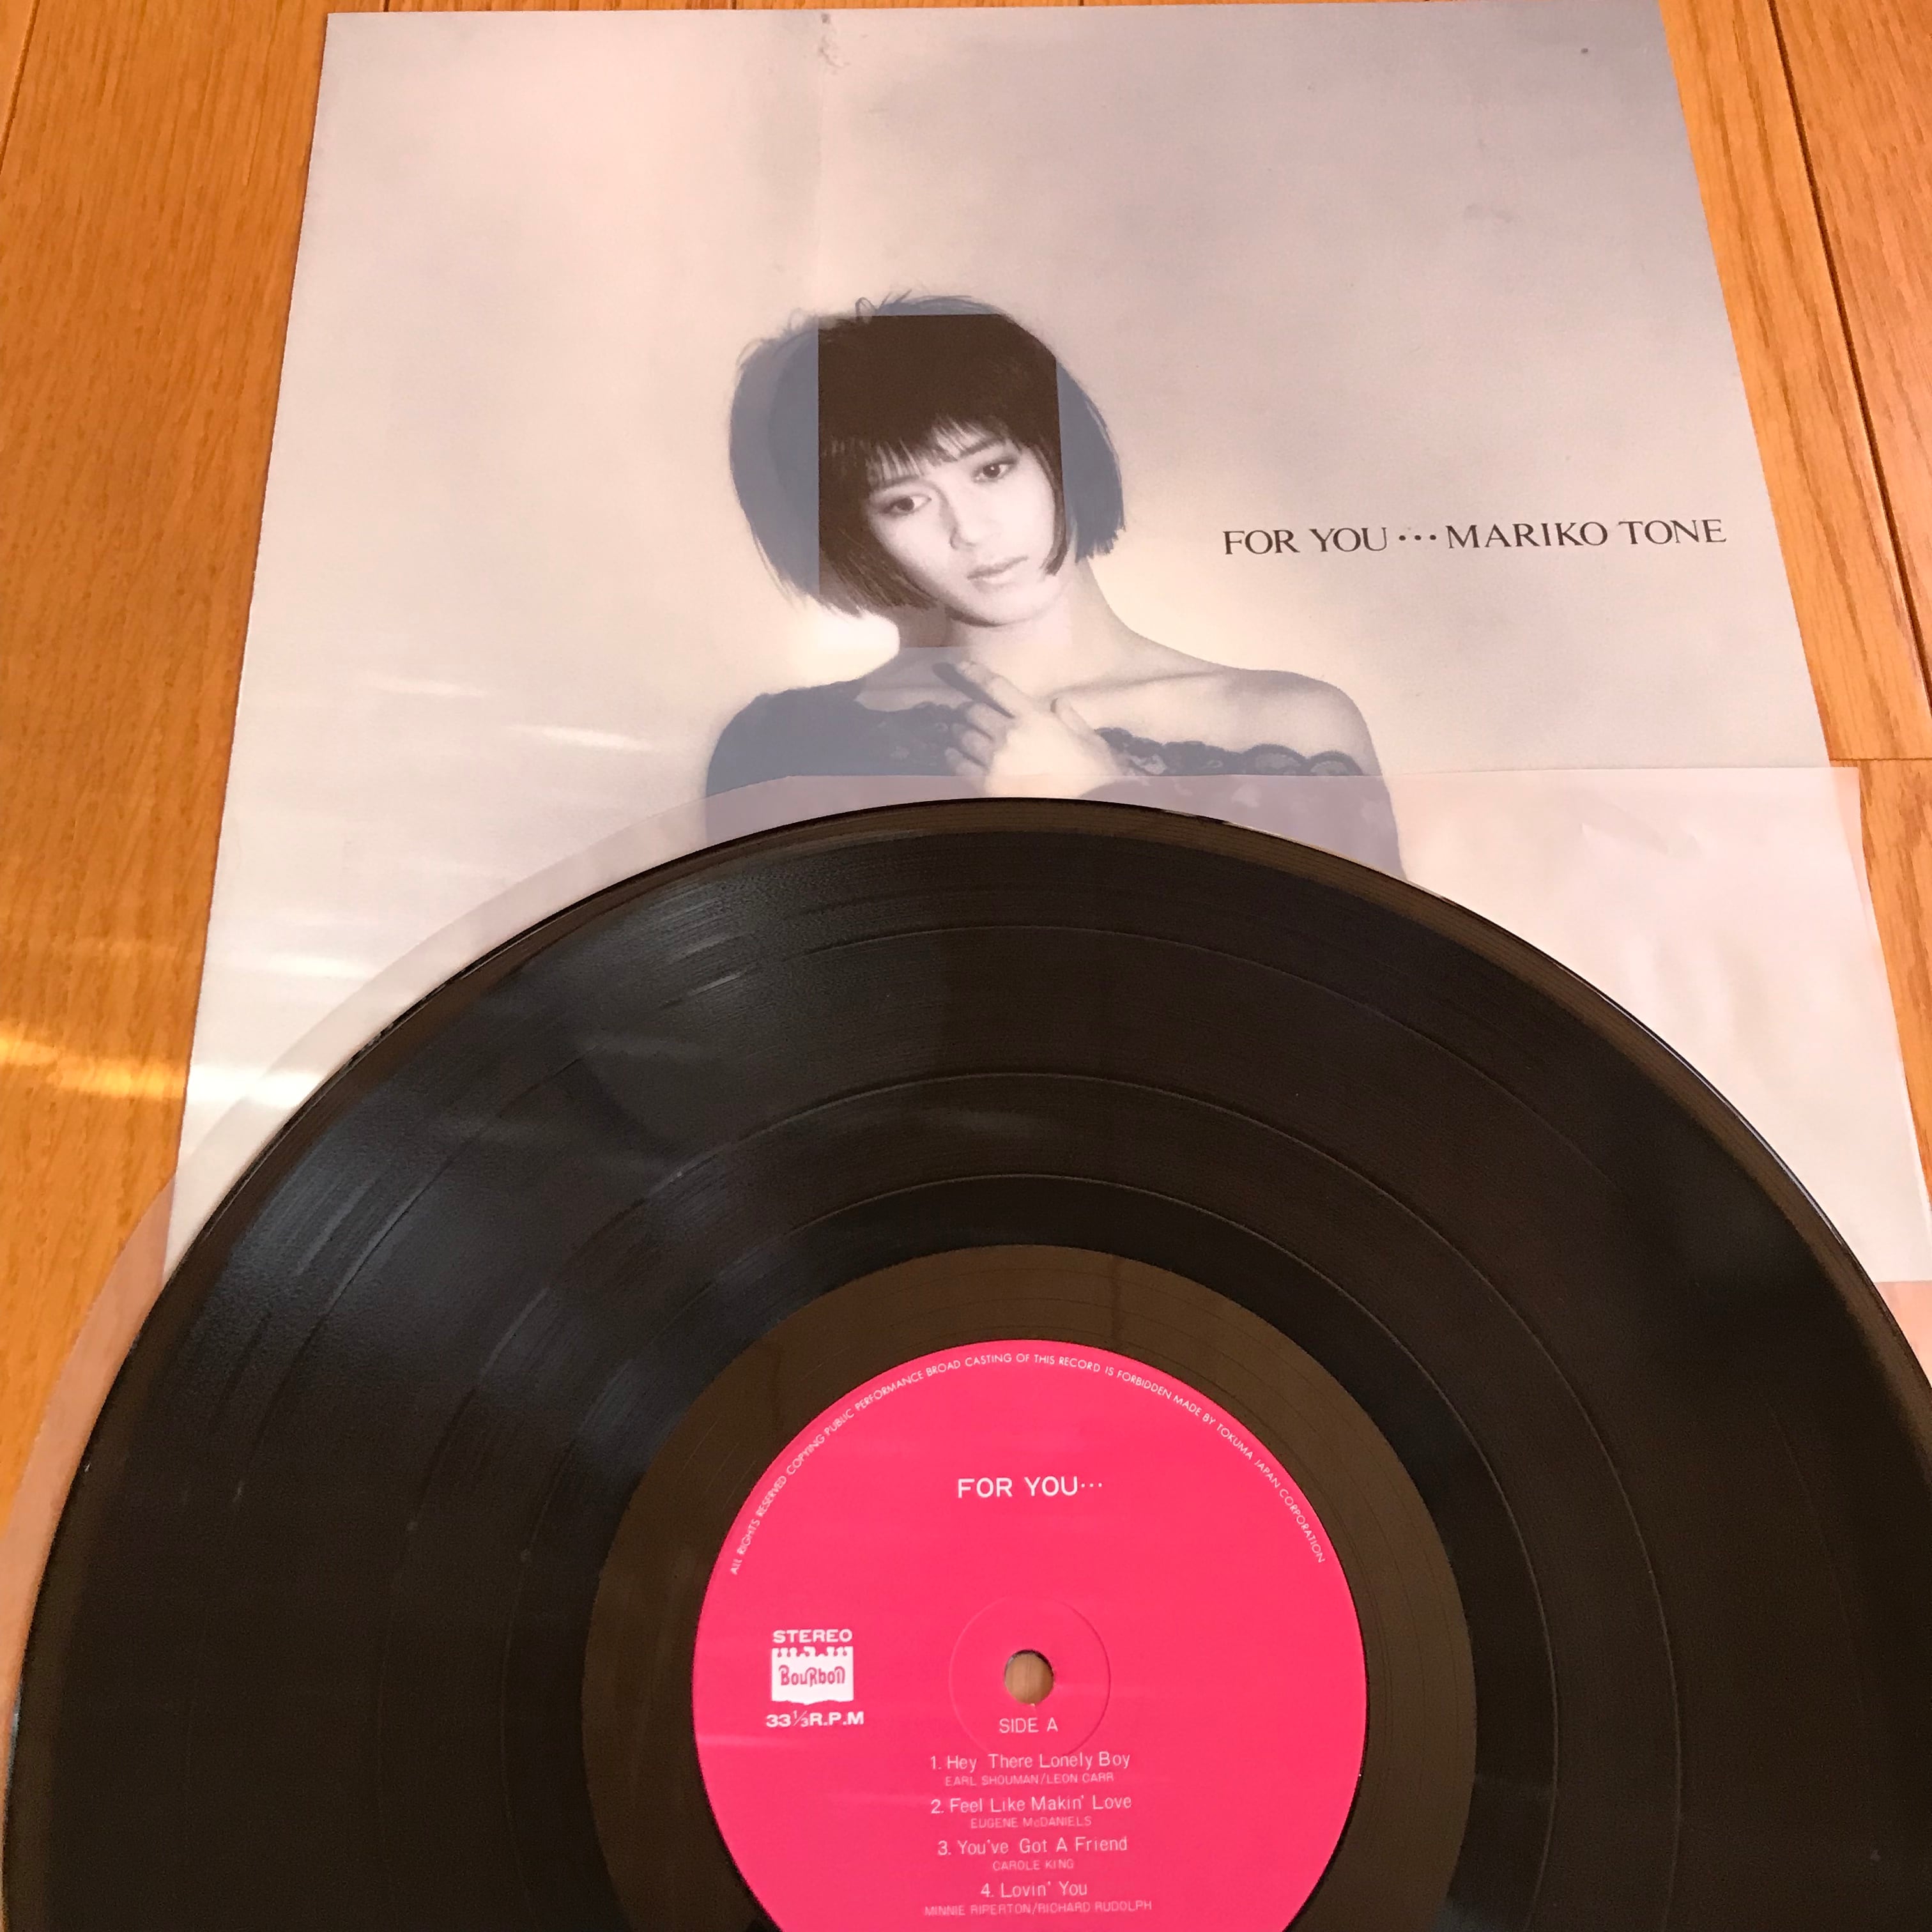 FOR YOU･･･MARIKO TONE
ALL RIGHTS RESERVED COPYING PUBLIC PERFORMANCE BROAD CASTING OF THIS RECORD IS FORBIDDEN MADE BY TOKUMA JAPAN CORPORATION
FOR YOU･･･
STEREO
BouRbon
33⅓R.P.M
SIDE A
1. Hey There Lonely Boy
EARL SHOUMAN/LEON CARR
2. Feel Like Makin' Love
EUGENE McDANIELS
3. You've Got A Friend
CAROLE KING
4. Lovin' You
MINNIE RIPERTON/RICHARD RUDOLPH